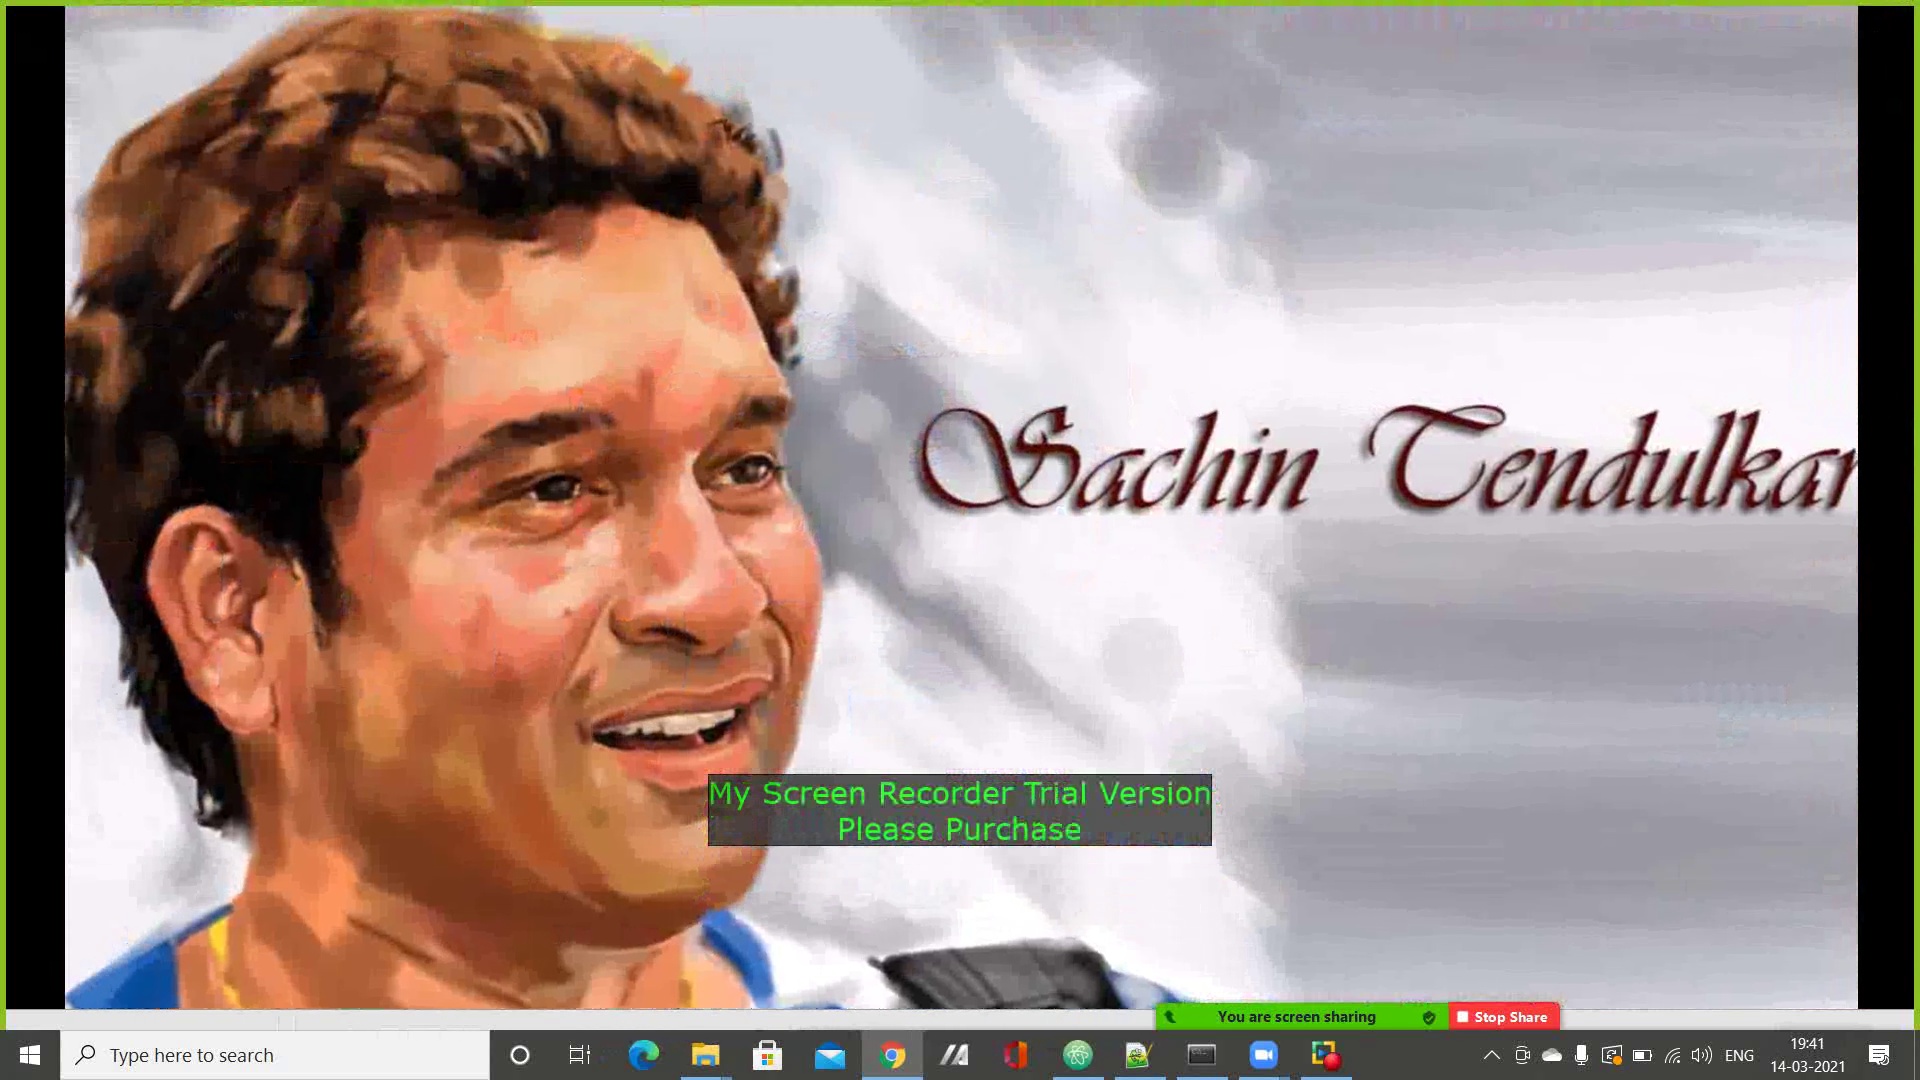 Sachin Tendulkar
My Screen Recorder Trial Version
Please Purchase
You are screen sharing
Stop Share
Type here to search
ENG
19:41
14-03-2021